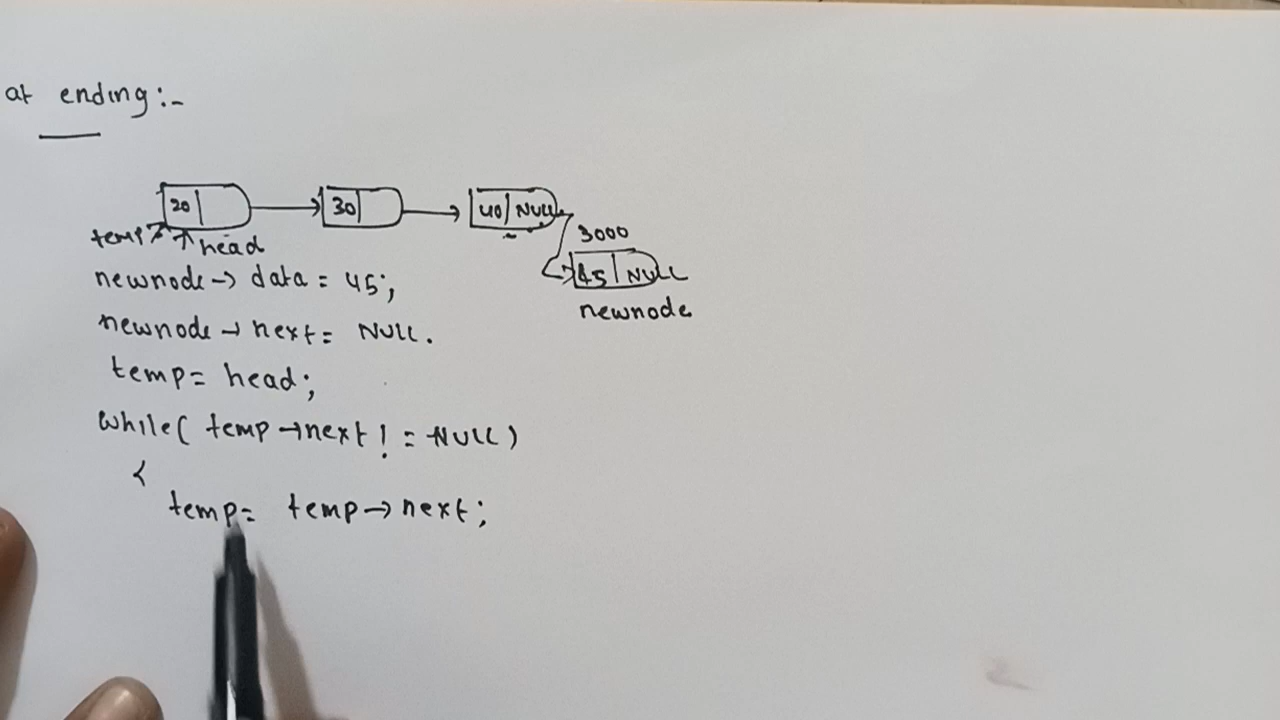 at ending:-
20 30 40 NULL
3000
temp head
45 NULL
newnode → data = 45;
newnode
newnode → next = NULL.
temp = head;
while( temp →next != NULL)
{
temp= temp → next;